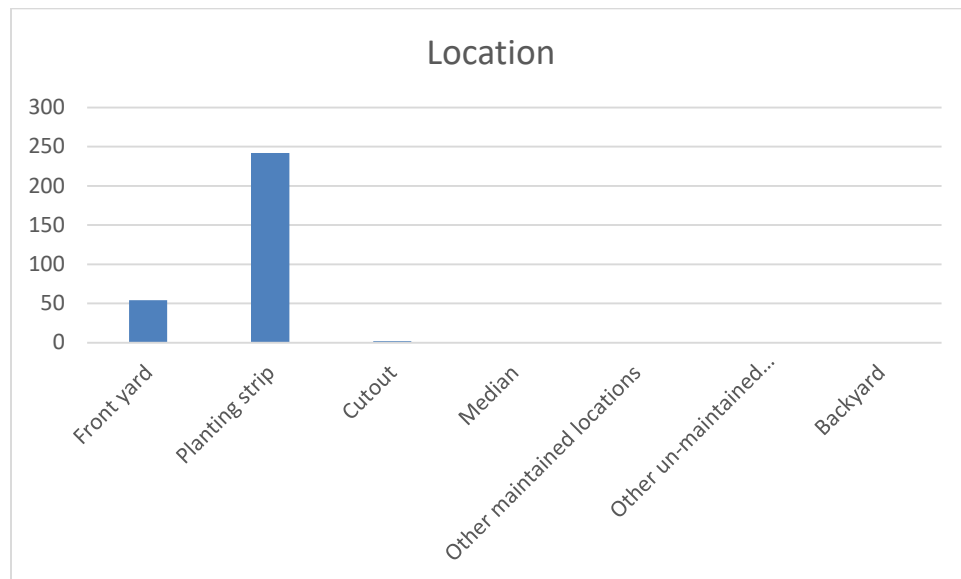 Location
300
250
200
150
100
50
0
Front yard
Planting strip
Cutout
Median
Other maintained locations
Other un-maintained...
Backyard